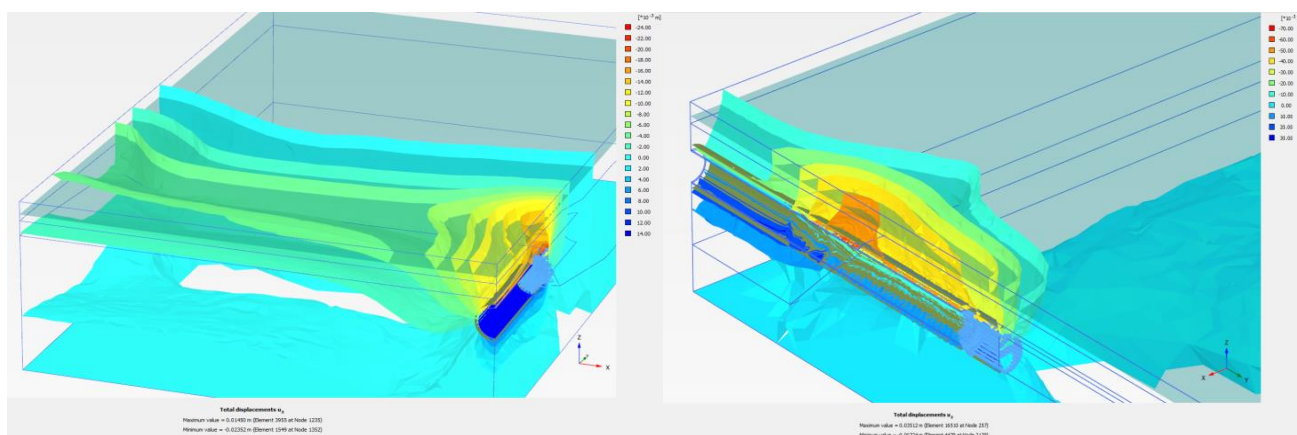 [*10⁻³ m]
-24.00
-22.00
-20.00
-18.00
-16.00
-14.00
-12.00
-10.00
-8.00
-6.00
-4.00
0.00
2.00
4.00
6.00
8.00
10.00
12.00
14.00
Z
Y
X
Total displacements u
Maximum value = 0.01450 m (Element 3955 at Node 1235)
Minimum value = -0.02352 m (Element 1549 at Node 1352)
[*10⁻³
-70.00
-60.00
-50.00
-40.00
-30.00
-20.00
-10.00
0.00
10.00
20.00
30.00
Z
X
Y
Total displacements u
Maximum value = 0.03512 m (Element 16510 at Node 257)